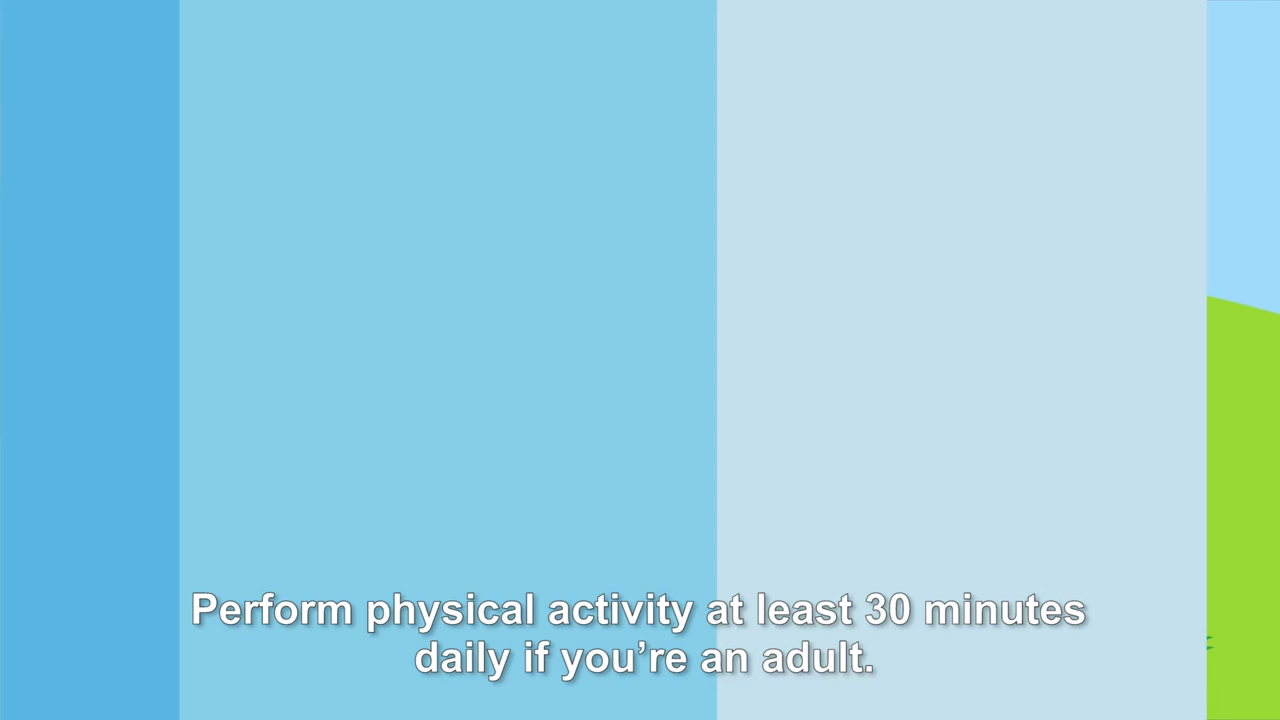 Perform physical activity at least 30 minutes
daily if you’re an adult.